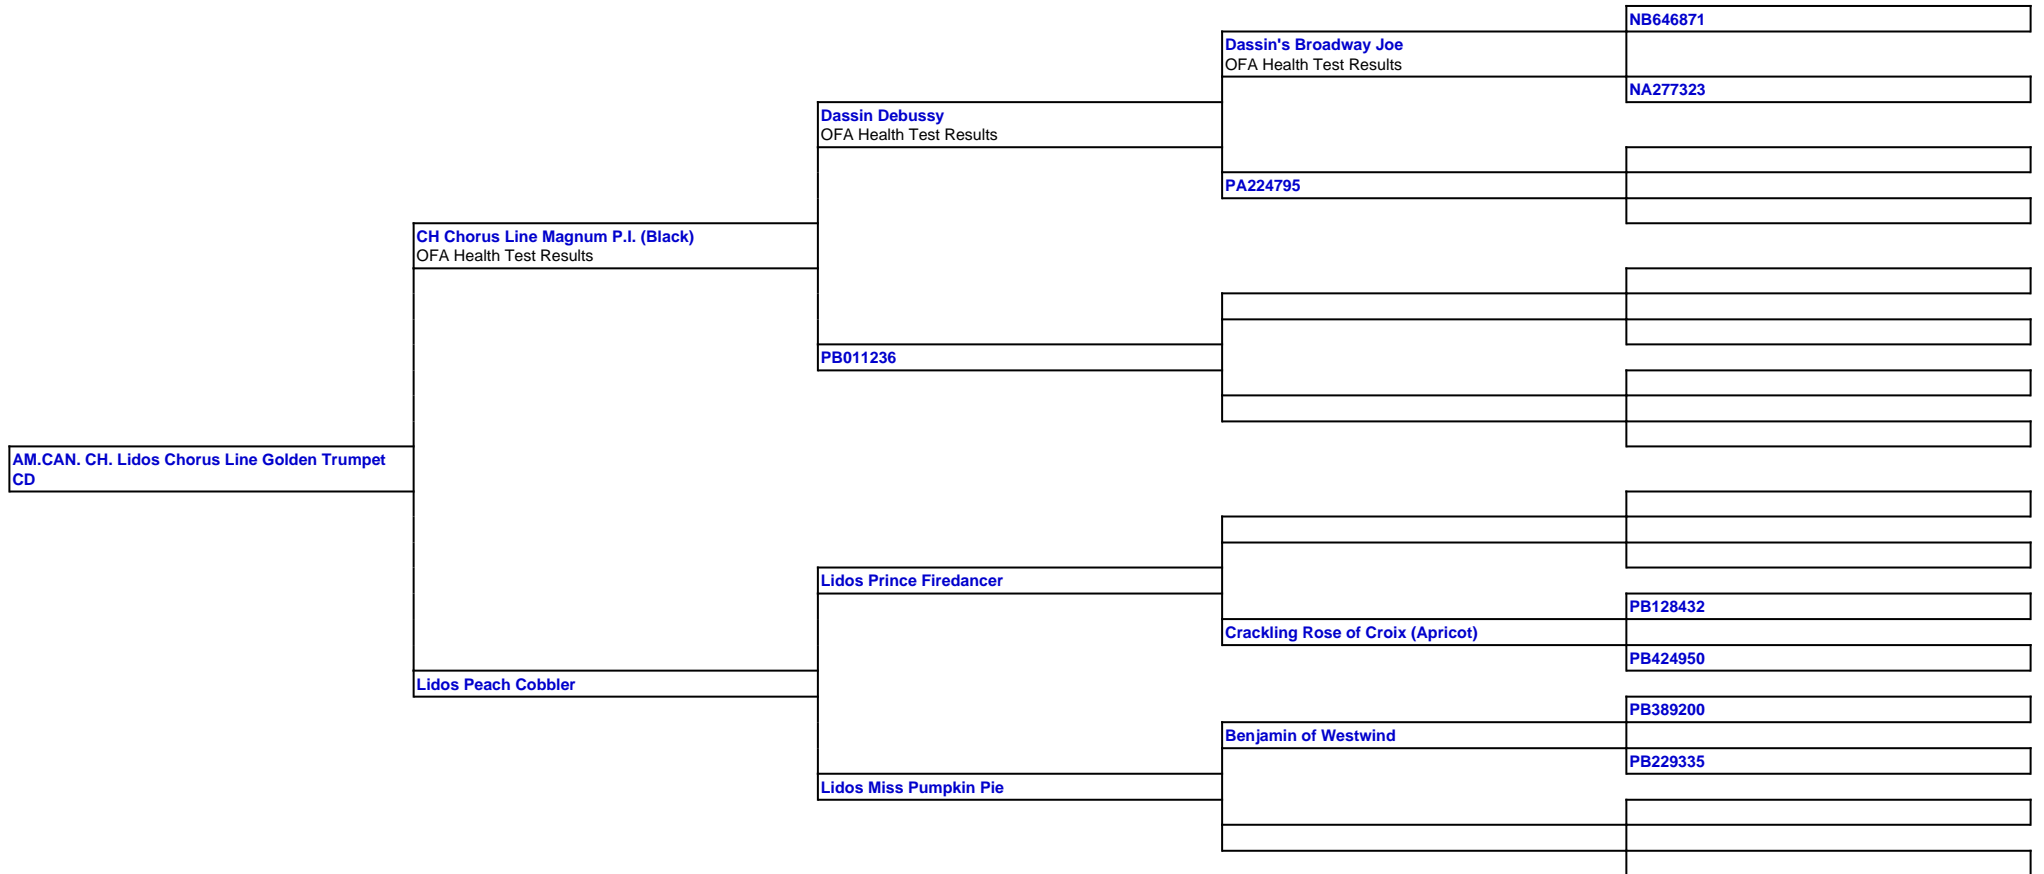 NB646871
Dassin's Broadway Joe
OFA Health Test Results
NA277323
Dassin Debussy
OFA Health Test Results
PA224795
CH Chorus Line Magnum P.I. (Black)
OFA Health Test Results
PB011236
AM.CAN. CH. Lidos Chorus Line Golden Trumpet
CD
Lidos Prince Firedancer
PB128432
Crackling Rose of Croix (Apricot)
PB424950
Lidos Peach Cobbler
PB389200
Benjamin of Westwind
PB229335
Lidos Miss Pumpkin Pie